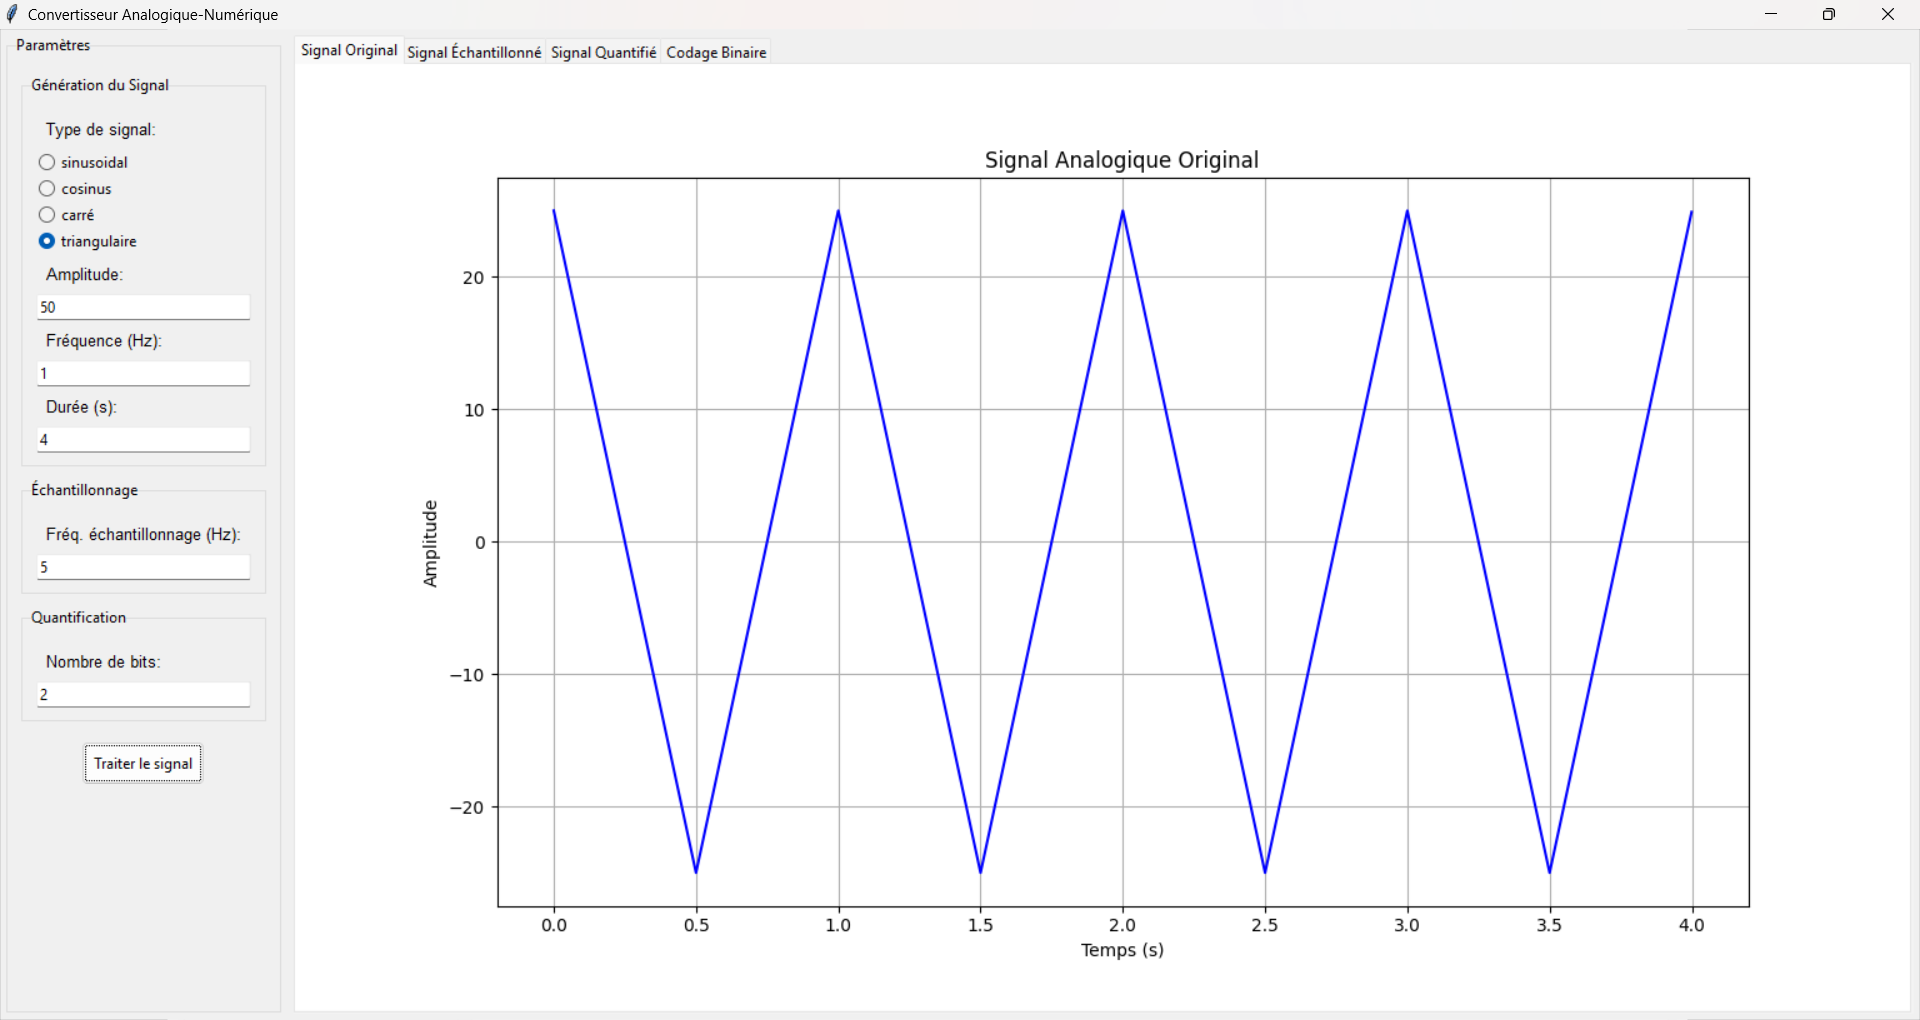 Convertisseur Analogique-Numérique
Paramètres
Génération du Signal
Type de signal:
sinusoidal
cosinus
carré
triangulaire
Amplitude:
50
Fréquence (Hz):
1
Durée (s):
4
Échantillonnage
Fréq. échantillonnage (Hz):
5
Quantification
Nombre de bits:
2
Traiter le signal
Signal Original Signal Échantillonné Signal Quantifié Codage Binaire
Signal Analogique Original
20
10
0
−10
−20
Amplitude
0.0 0.5 1.0 1.5 2.0 2.5 3.0 3.5 4.0
Temps (s)